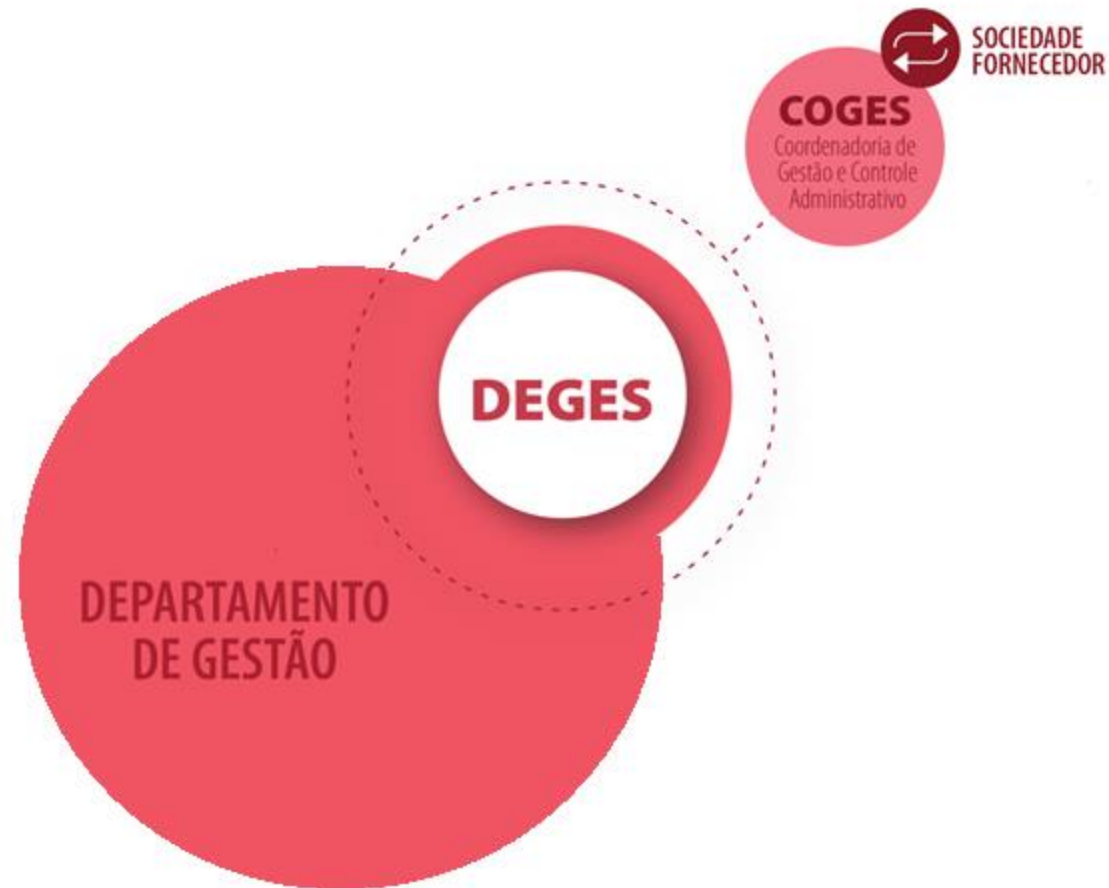 SOCIEDADE
FORNECEDOR
COGES
Coordenadoria de
Gestão e Controle
Administrativo
DEGES
DEPARTAMENTO
DE GESTÃO